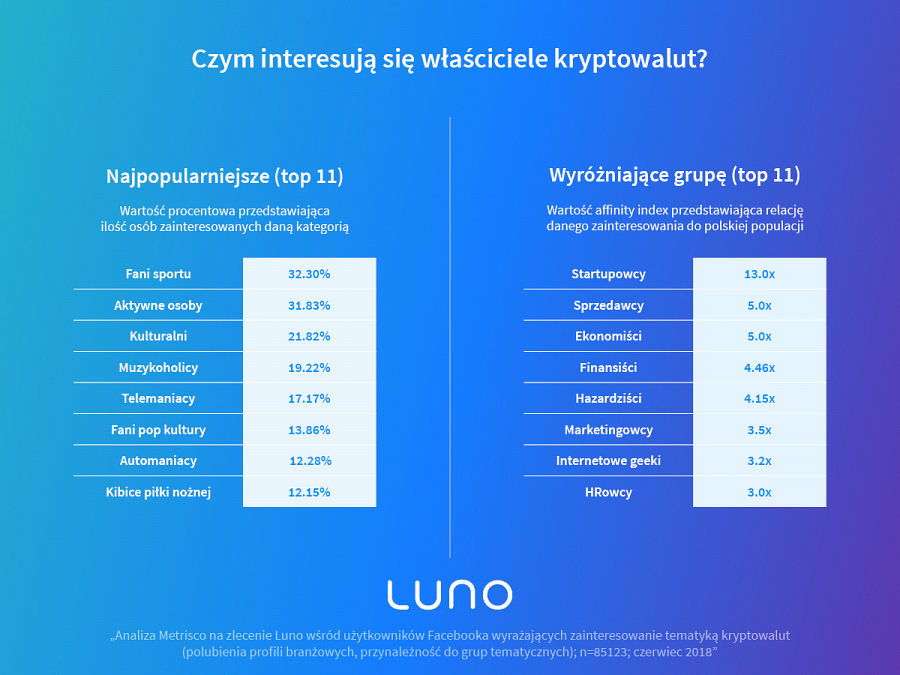 Czym interesują się właściciele kryptowalut?
Najpopularniejsze (top 11)
Wartość procentowa przedstawiająca
ilość osób zainteresowanych daną kategorią
Fani sportu 32.30%
Aktywne osoby 31.83%
Kulturalni 21.82%
Muzykoholicy 19.22%
Telemaniacy 17.17%
Fani pop kultury 13.86%
Automaniacy 12.28%
Kibice piłki nożnej 12.15%
Wyróżniające grupę (top 11)
Wartość affinity index przedstawiająca relację
danego zainteresowania do polskiej populacji
Startupowcy 13.0x
Sprzedawcy 5.0x
Ekonomiści 5.0x
Finansiści 4.46x
Hazardziści 4.15x
Marketingowcy 3.5x
Internetowe geeki 3.2x
HRowcy 3.0x
LUNO
„Analiza Metrisco na zlecenie Luno wśród użytkowników Facebooka wyrażających zainteresowanie tematyką kryptowalut
(polubienia profili branżowych, przynależność do grup tematycznych); n=85123; czerwiec 2018”